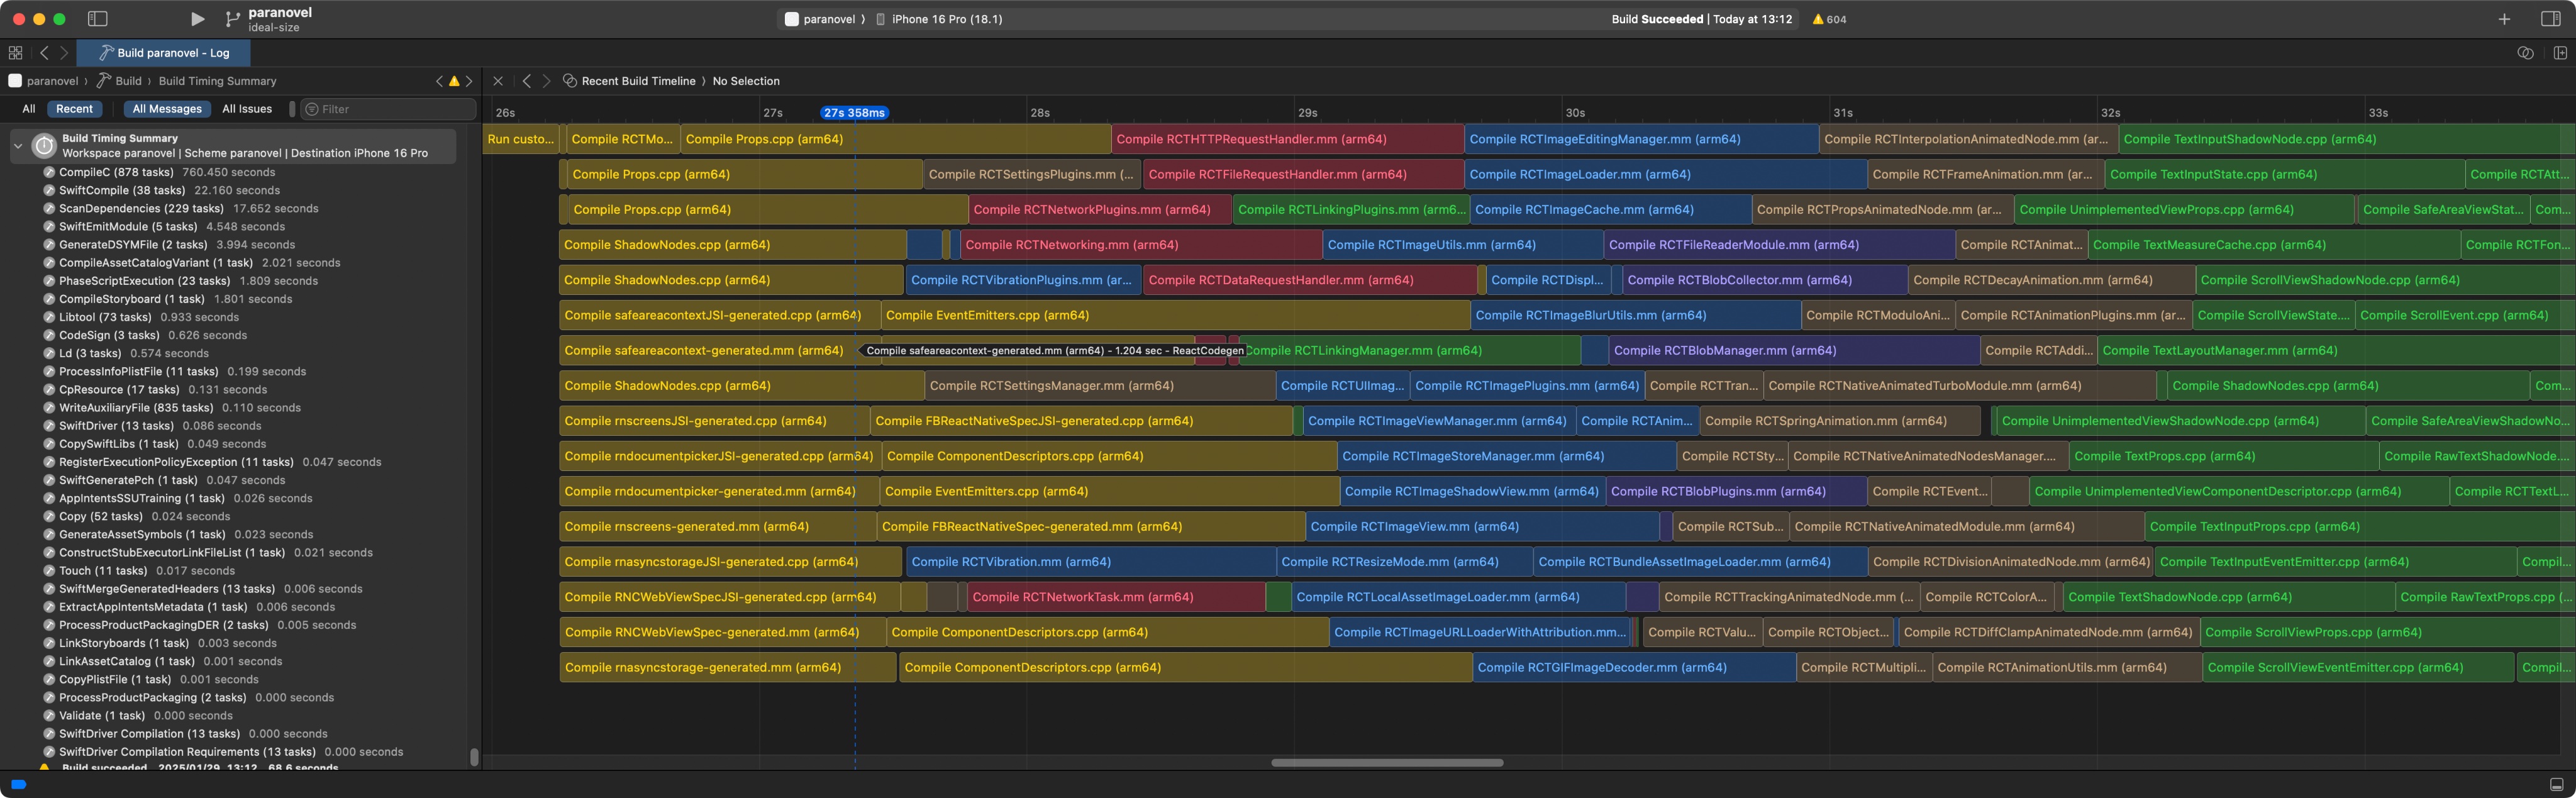 paranovel
ideal-size
paranovel 〉 iPhone 16 Pro (18.1)
Build Succeeded | Today at 13:12
604
Build paranovel - Log
paranovel 〉 Build 〉 Build Timing Summary
Recent Build Timeline 〉 No Selection
All Recent All Messages All Issues Filter
26s 27s 27s 358ms 28s 29s 30s 31s 32s 33s
Build Timing Summary
Workspace paranovel | Scheme paranovel | Destination iPhone 16 Pro
CompileC (878 tasks) 760.450 seconds
SwiftCompile (38 tasks) 22.160 seconds
ScanDependencies (229 tasks) 17.652 seconds
SwiftEmitModule (5 tasks) 4.548 seconds
GenerateDSYMFile (2 tasks) 3.994 seconds
CompileAssetCatalogVariant (1 task) 2.021 seconds
PhaseScriptExecution (23 tasks) 1.809 seconds
CompileStoryboard (1 task) 1.801 seconds
Libtool (73 tasks) 0.933 seconds
CodeSign (3 tasks) 0.626 seconds
Ld (3 tasks) 0.574 seconds
ProcessInfoPlistFile (11 tasks) 0.199 seconds
CpResource (17 tasks) 0.131 seconds
WriteAuxiliaryFile (835 tasks) 0.110 seconds
SwiftDriver (13 tasks) 0.086 seconds
CopySwiftLibs (1 task) 0.049 seconds
RegisterExecutionPolicyException (11 tasks) 0.047 seconds
SwiftGeneratePch (1 task) 0.047 seconds
AppIntentsSSUTraining (1 task) 0.026 seconds
Copy (52 tasks) 0.024 seconds
GenerateAssetSymbols (1 task) 0.023 seconds
ConstructStubExecutorLinkFileList (1 task) 0.021 seconds
Touch (11 tasks) 0.017 seconds
SwiftMergeGeneratedHeaders (13 tasks) 0.006 seconds
ExtractAppIntentsMetadata (1 task) 0.006 seconds
ProcessProductPackagingDER (2 tasks) 0.005 seconds
LinkStoryboards (1 task) 0.003 seconds
LinkAssetCatalog (1 task) 0.001 seconds
CopyPlistFile (1 task) 0.001 seconds
ProcessProductPackaging (2 tasks) 0.000 seconds
Validate (1 task) 0.000 seconds
SwiftDriver Compilation (13 tasks) 0.000 seconds
SwiftDriver Compilation Requirements (13 tasks) 0.000 seconds
Build succeeded 2025/01/29, 13:12 68.6 seconds
Run custo... Compile RCTMo... Compile Props.cpp (arm64) Compile RCTHTTPRequestHandler.mm (arm64) Compile RCTImageEditingManager.mm (arm64) Compile RCTInterpolationAnimatedNode.mm (ar... Compile TextInputShadowNode.cpp (arm64)
Compile Props.cpp (arm64) Compile RCTSettingsPlugins.mm (... Compile RCTFileRequestHandler.mm (arm64) Compile RCTImageLoader.mm (arm64) Compile RCTFrameAnimation.mm (ar... Compile TextInputState.cpp (arm64) Compile RCTAtt...
Compile Props.cpp (arm64) Compile RCTNetworkPlugins.mm (arm64) Compile RCTLinkingPlugins.mm (arm6... Compile RCTImageCache.mm (arm64) Compile RCTPropsAnimatedNode.mm (ar... Compile UnimplementedViewProps.cpp (arm64) Compile SafeAreaViewStat... Com...
Compile ShadowNodes.cpp (arm64) Compile RCTNetworking.mm (arm64) Compile RCTImageUtils.mm (arm64) Compile RCTFileReaderModule.mm (arm64) Compile RCTAnimat... Compile TextMeasureCache.cpp (arm64) Compile RCTFon...
Compile ShadowNodes.cpp (arm64) Compile RCTVibrationPlugins.mm (ar... Compile RCTDataRequestHandler.mm (arm64) Compile RCTDispl... Compile RCTBlobCollector.mm (arm64) Compile RCTDecayAnimation.mm (arm64) Compile ScrollViewShadowNode.cpp (arm64)
Compile safeareacontextJSI-generated.cpp (arm64) Compile EventEmitters.cpp (arm64) Compile RCTImageBlurUtils.mm (arm64) Compile RCTModuloAni... Compile RCTAnimationPlugins.mm (ar... Compile ScrollViewState.... Compile ScrollEvent.cpp (arm64)
Compile safeareacontext-generated.mm (arm64) Compile safeareacontext-generated.mm (arm64) - 1.204 sec - ReactCodegen Compile RCTLinkingManager.mm (arm64) Compile RCTBlobManager.mm (arm64) Compile RCTAddi... Compile TextLayoutManager.cpp (arm64)
Compile ShadowNodes.cpp (arm64) Compile RCTSettingsManager.mm (arm64) Compile RCTUIImag... Compile RCTImagePlugins.mm (arm64) Compile RCTTran... Compile RCTNativeAnimatedTurboModule.mm (arm64) Compile ShadowNodes.cpp (arm64) Com...
Compile rnscreensJSI-generated.cpp (arm64) Compile FBReactNativeSpecJSI-generated.cpp (arm64) Compile RCTImageViewManager.mm (arm64) Compile RCTAnim... Compile RCTSpringAnimation.mm (arm64) Compile UnimplementedViewShadowNode.cpp (arm64) Compile SafeAreaViewShadowNo...
Compile rndocumentpickerJSI-generated.cpp (arm64) Compile ComponentDescriptors.cpp (arm64) Compile RCTImageStoreManager.mm (arm64) Compile RCTSty... Compile RCTNativeAnimatedNodesManager.... Compile TextProps.cpp (arm64) Compile RawTextShadowNode....
Compile rndocumentpicker-generated.mm (arm64) Compile EventEmitters.cpp (arm64) Compile RCTImageShadowView.mm (arm64) Compile RCTBlobPlugins.mm (arm64) Compile RCTEvent... Compile UnimplementedViewComponentDescriptor.cpp (arm64) Compile RCTTextL...
Compile rnscreens-generated.mm (arm64) Compile FBReactNativeSpec-generated.mm (arm64) Compile RCTImageView.mm (arm64) Compile RCTSub... Compile RCTNativeAnimatedModule.mm (arm64) Compile TextInputProps.cpp (arm64)
Compile rnasyncstorageJSI-generated.cpp (arm64) Compile RCTVibration.mm (arm64) Compile RCTResizeMode.mm (arm64) Compile RCTBundleAssetImageLoader.mm (arm64) Compile RCTDivisionAnimatedNode.mm (arm64) Compile TextInputEventEmitter.cpp (arm64) Compil...
Compile RNCWebViewSpecJSI-generated.cpp (arm64) Compile RCTNetworkTask.mm (arm64) Compile RCTLocalAssetImageLoader.mm (arm64) Compile RCTTrackingAnimatedNode.mm (... Compile RCTColorA... Compile TextShadowNode.cpp (arm64) Compile RawTextProps.cpp (...
Compile RNCWebViewSpec-generated.mm (arm64) Compile ComponentDescriptors.cpp (arm64) Compile RCTImageURLLoaderWithAttribution.mm... Compile RCTValu... Compile RCTObject... Compile RCTDiffClampAnimatedNode.mm (arm64) Compile ScrollViewProps.cpp (arm64)
Compile rnasyncstorage-generated.mm (arm64) Compile ComponentDescriptors.cpp (arm64) Compile RCTGIFImageDecoder.mm (arm64) Compile RCTMultipli... Compile RCTAnimationUtils.mm (arm64) Compile ScrollViewEventEmitter.cpp (arm64) Compil...